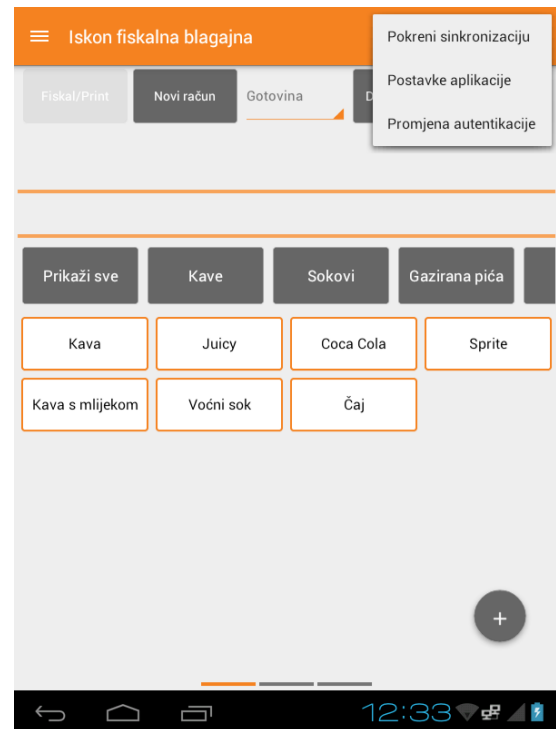 Iskon fiskalna blagajna
Pokreni sinkronizaciju
Postavke aplikacije
Promjena autentikacije
Fiskal/Print
Novi račun
Gotovina
D
Prikaži sve
Kave
Sokovi
Gazirana pića
Kava
Juicy
Coca Cola
Sprite
Kava s mlijekom
Voćni sok
Čaj
+
12:33